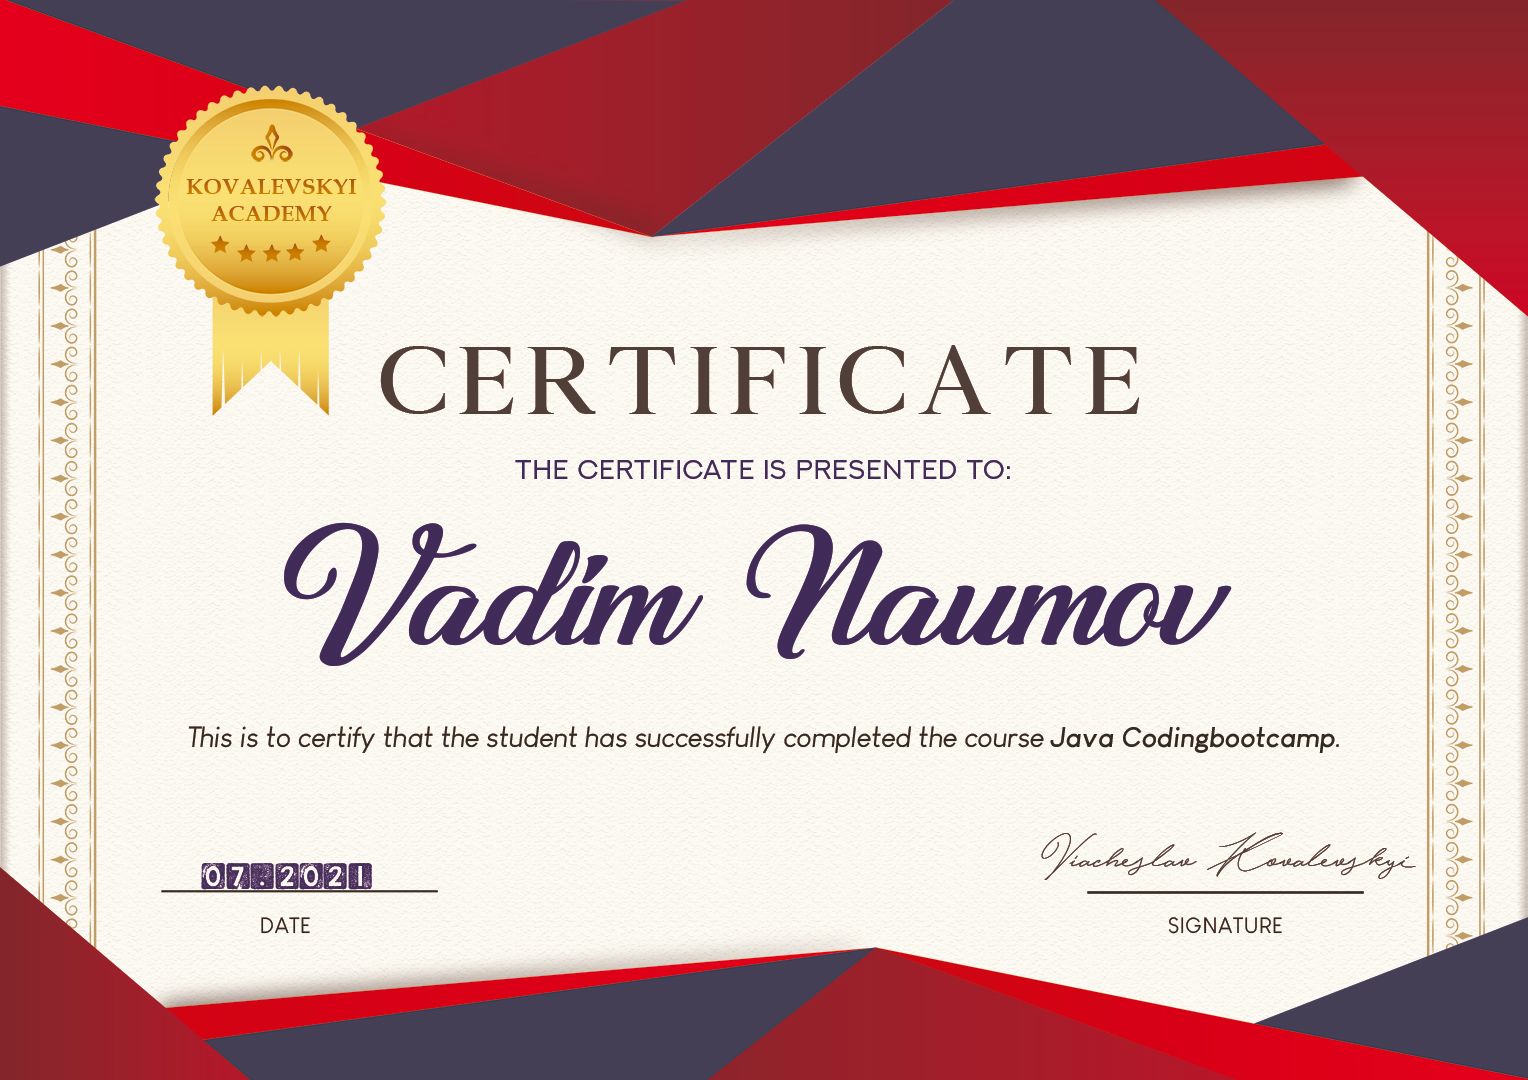 KOVALEVSKYI
ACADEMY
CERTIFICATE
THE CERTIFICATE IS PRESENTED TO:
Vadim Naumov
This is to certify that the student has successfully completed the course Java Codingbootcamp.
07.2021
Viacheslav Kovalevskyi
DATE
SIGNATURE